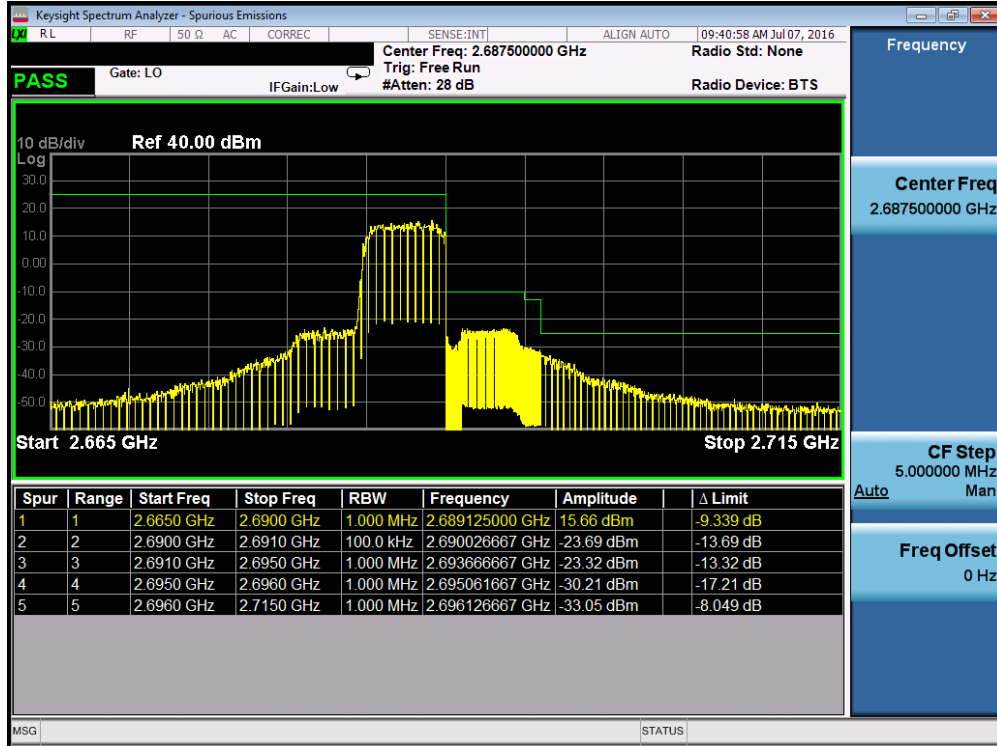 Keysight Spectrum Analyzer - Spurious Emissions
LXI RL RF 50 Ω AC CORREC SENSE:INT ALIGN AUTO 09:40:58 AM Jul 07, 2016
Center Freq: 2.687500000 GHz Radio Std: None
PASS Gate: LO Trig: Free Run
IFGain:Low #Atten: 28 dB Radio Device: BTS
Frequency
10 dB/div Ref 40.00 dBm
Log
30.0
20.0
10.0
0.00
-10.0
-20.0
-30.0
-40.0
-50.0
Start 2.665 GHz Stop 2.715 GHz
Spur Range Start Freq Stop Freq RBW Frequency Amplitude Δ Limit
1 1 2.6650 GHz 2.6900 GHz 1.000 MHz 2.689125000 GHz 15.66 dBm -9.339 dB
2 2 2.6900 GHz 2.6910 GHz 100.0 kHz 2.690026667 GHz -23.69 dBm -13.69 dB
3 3 2.6910 GHz 2.6950 GHz 1.000 MHz 2.693666667 GHz -23.32 dBm -13.32 dB
4 4 2.6950 GHz 2.6960 GHz 1.000 MHz 2.695061667 GHz -30.21 dBm -17.21 dB
5 5 2.6960 GHz 2.7150 GHz 1.000 MHz 2.696126667 GHz -33.05 dBm -8.049 dB
Center Freq
2.687500000 GHz
CF Step
5.000000 MHz
Auto Man
Freq Offset
0 Hz
MSG STATUS